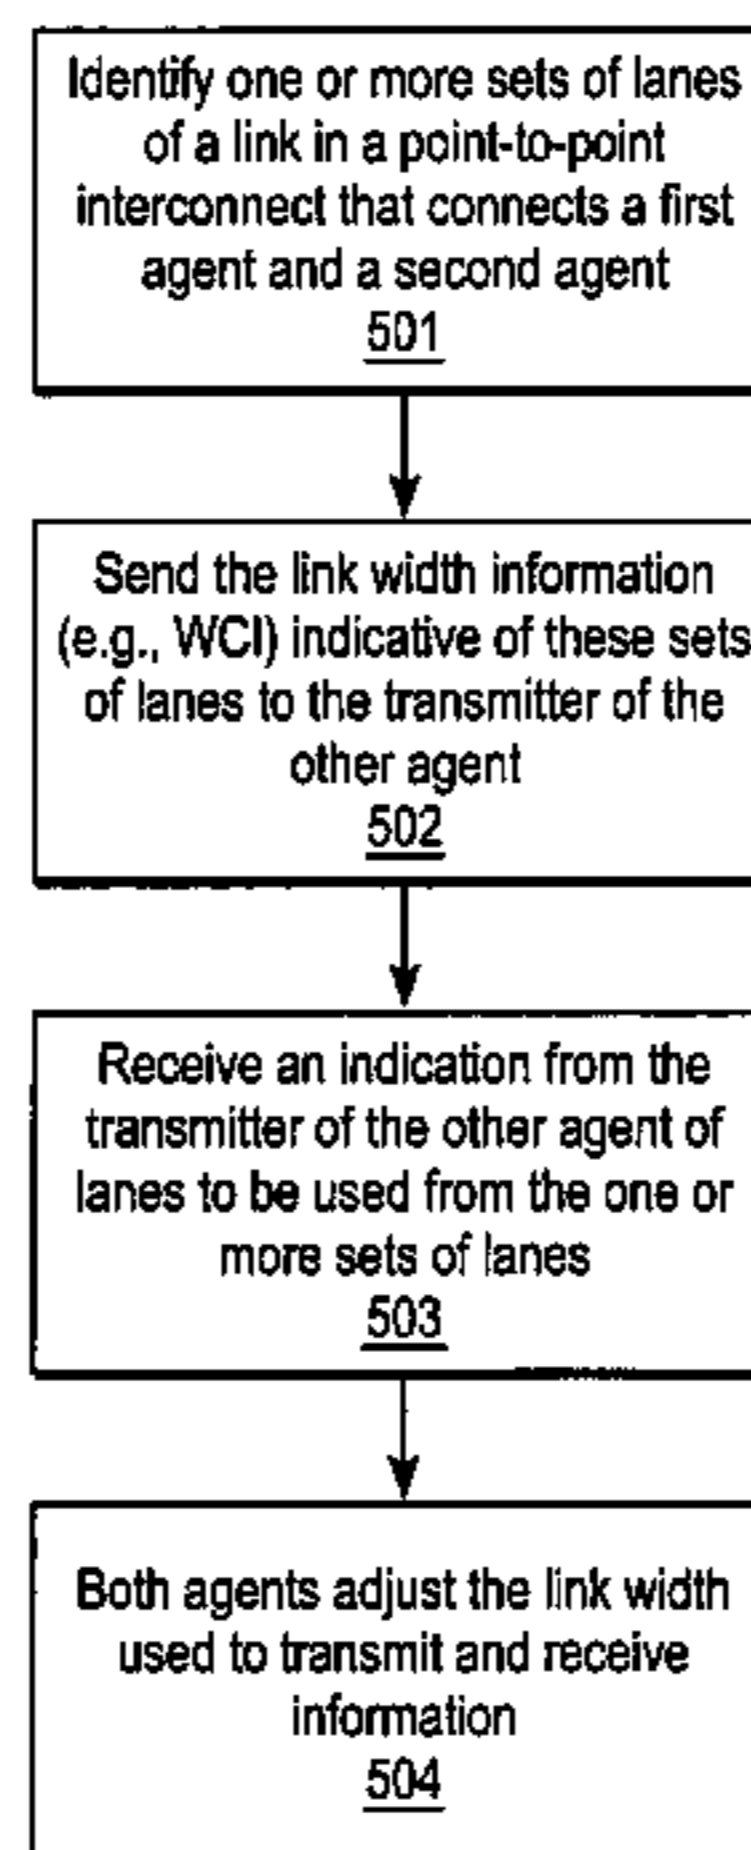 Identify one or more sets of lanes
of a link in a point-to-point
interconnect that connects a first
agent and a second agent
501
Send the link width information
(e.g., WCI) indicative of these sets
of lanes to the transmitter of the
other agent
502
Receive an indication from the
transmitter of the other agent of
lanes to be used from the one or
more sets of lanes
503
Both agents adjust the link width
used to transmit and receive
information
504